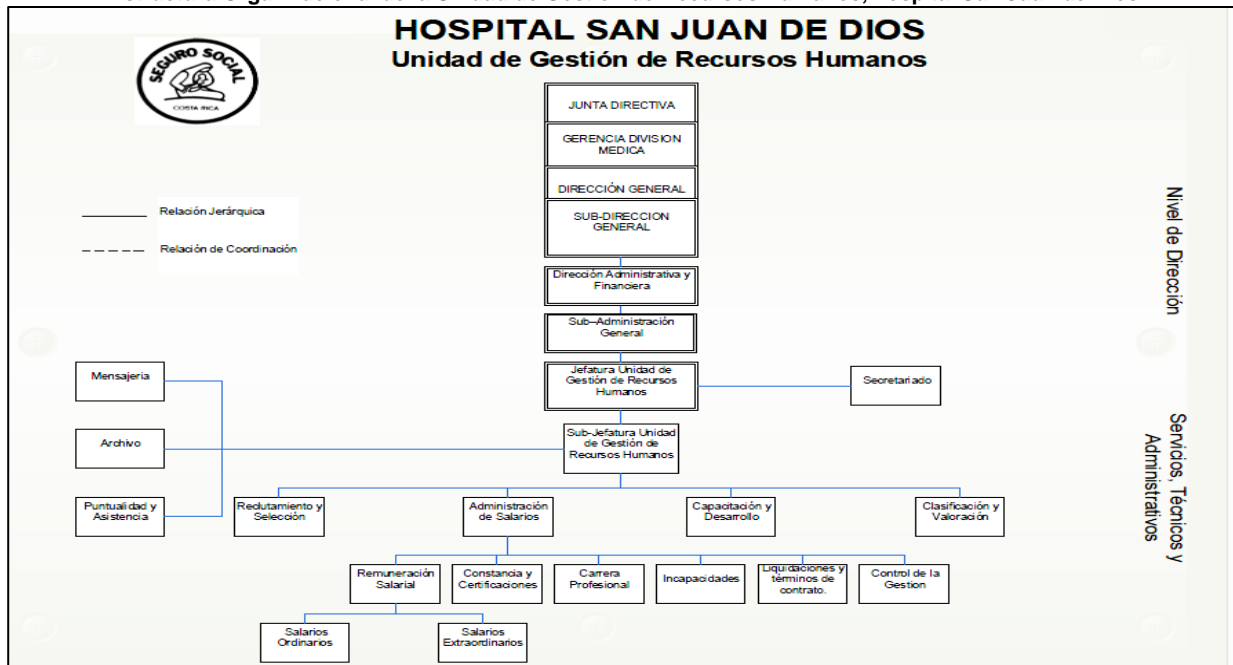 HOSPITAL SAN JUAN DE DIOS
Unidad de Gestión de Recursos Humanos
SEGURO SOCIAL
COSTA RICA
JUNTA DIRECTIVA
GERENCIA DIVISION
MEDICA
DIRECCIÓN GENERAL
SUB-DIRECCION
GENERAL
Relación Jerárquica
Relación de Coordinación
Nivel de Dirección
Dirección Administrativa y
Financiera
Sub–Administración
General
Jefatura Unidad de
Gestión de Recursos
Humanos
Secretariado
Mensajeria
Archivo
Puntualidad y
Asistencia
Sub-Jefatura Unidad
de Gestión de
Recursos Humanos
Servicios, Técnicos y
Administrativos
Reclutamiento y
Selección
Administración
de Salarios
Capacitación y
Desarrollo
Clasificación y
Valoración
Remuneración
Salarial
Constancia y
Certificaciones
Carrera
Profesional
Incapacidades
Liquidaciones y
términos de
contrato.
Control de la
Gestion
Salarios
Ordinarios
Salarios
Extraordinarios